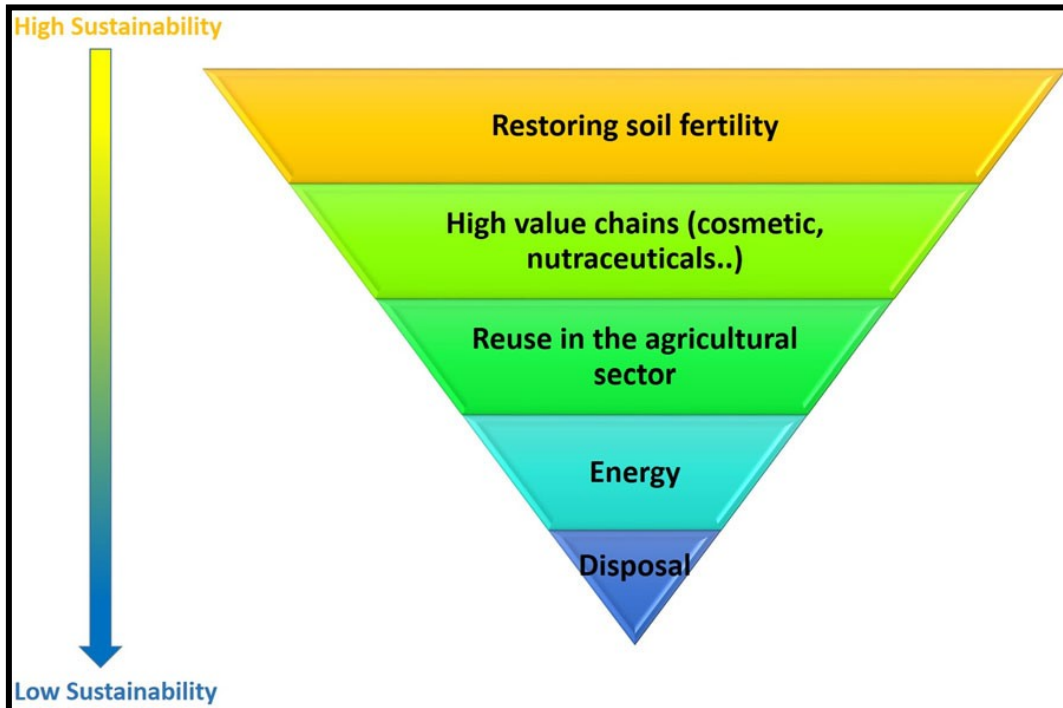 High Sustainability
Restoring soil fertility
High value chains (cosmetic,
nutraceuticals..)
Reuse in the agricultural
sector
Energy
Disposal
Low Sustainability